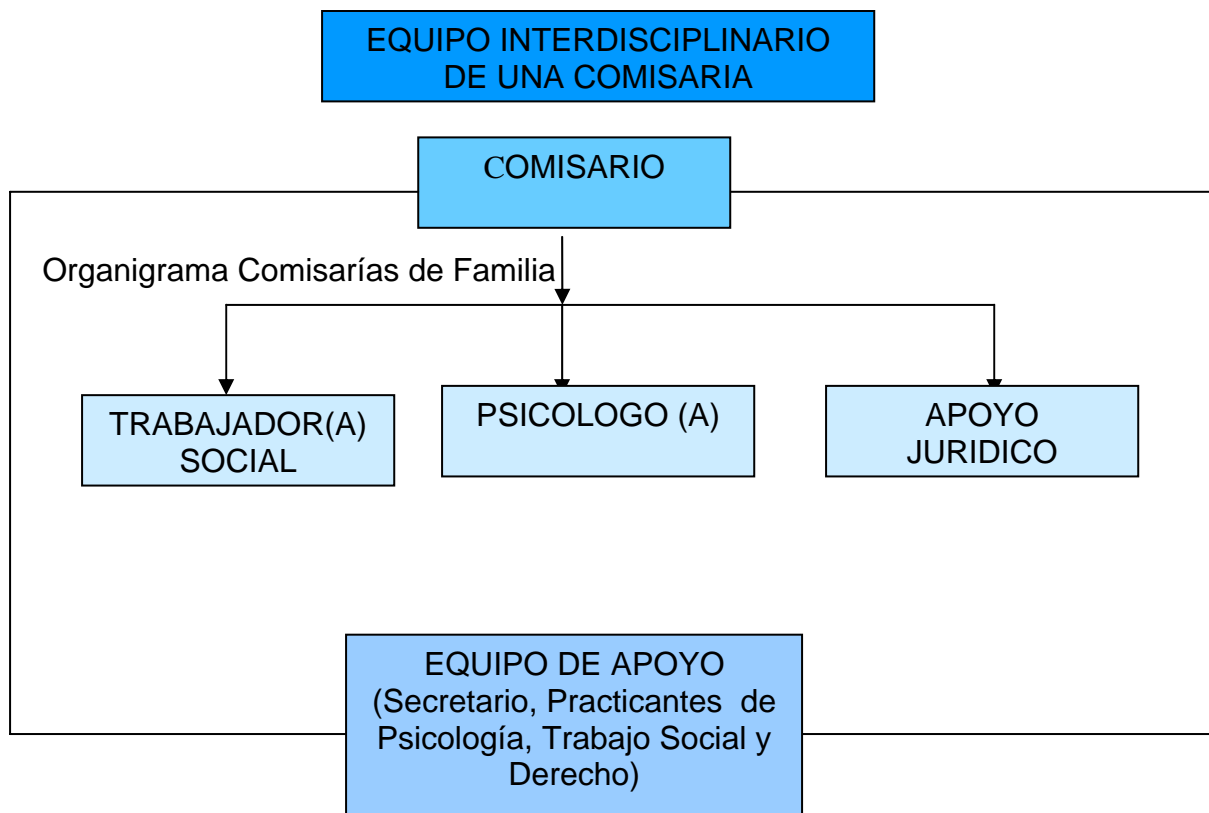 EQUIPO INTERDISCIPLINARIO
DE UNA COMISARIA
COMISARIO
Organigrama Comisarías de Familia
TRABAJADOR(A)
SOCIAL
PSICOLOGO (A)
APOYO
JURIDICO
EQUIPO DE APOYO
(Secretario, Practicantes de
Psicología, Trabajo Social y
Derecho)